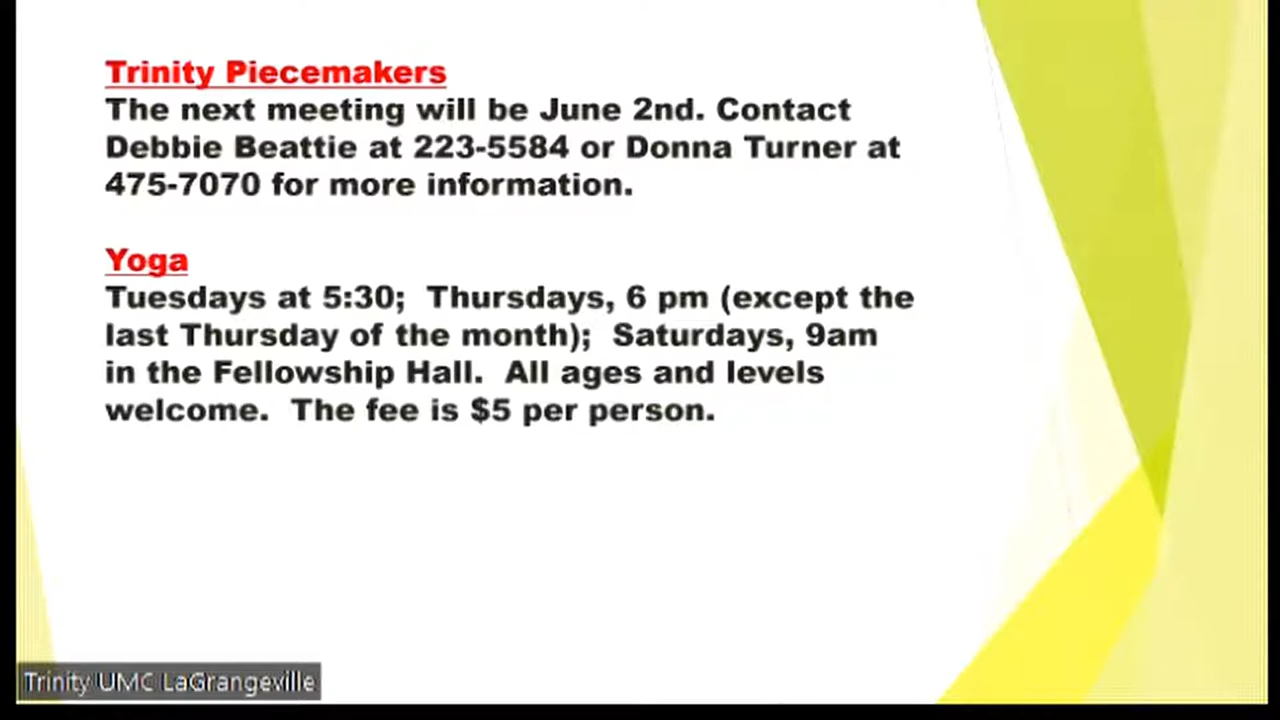 Trinity Piecemakers
The next meeting will be June 2nd. Contact
Debbie Beattie at 223-5584 or Donna Turner at
475-7070 for more information.
Yoga
Tuesdays at 5:30;  Thursdays, 6 pm (except the
last Thursday of the month);  Saturdays, 9am
in the Fellowship Hall.  All ages and levels
welcome.  The fee is $5 per person.
Trinity UMC LaGrangeville